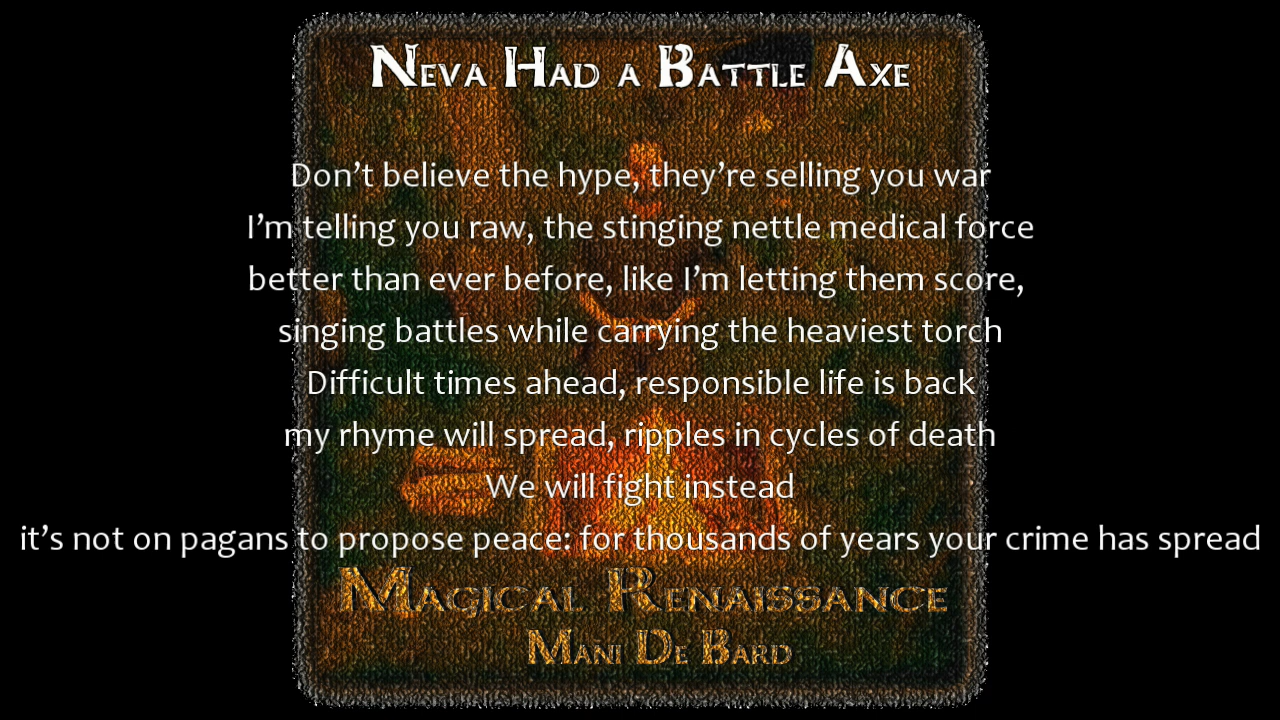 Neva Had a Battle Axe
Don’t believe the hype, they’re selling you war
I’m telling you raw, the stinging nettle medical force
better than ever before, like I’m letting them score,
singing battles while carrying the heaviest torch
Difficult times ahead, responsible life is back
my rhyme will spread, ripples in cycles of death
We will fight instead
it’s not on pagans to propose peace: for thousands of years your crime has spread
Magical Renaissance
Mani De Bard